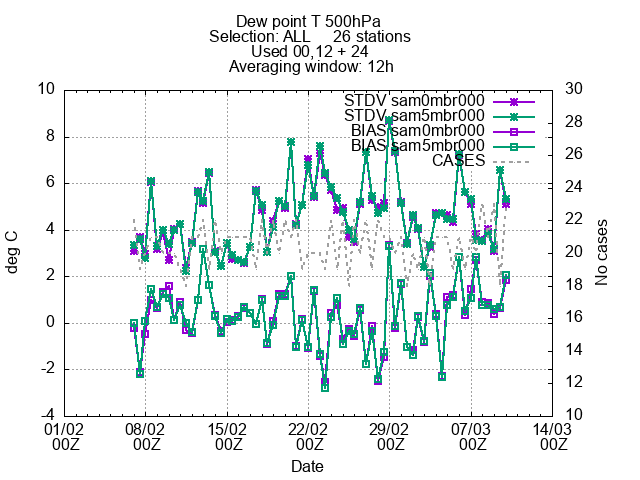 Dew point T 500hPa
Selection: ALL 26 stations
Used 00,12 + 24
Averaging window: 12h
STDV sam0mbr000
STDV sam5mbr000
BIAS sam0mbr000
BIAS sam5mbr000
CASES
deg C
10
8
6
4
2
0
-2
-4
30
28
26
24
22
20
18
16
14
12
10
No cases
01/02 08/02 15/02 22/02 29/02 07/03 14/03
00Z 00Z 00Z 00Z 00Z 00Z 00Z
Date